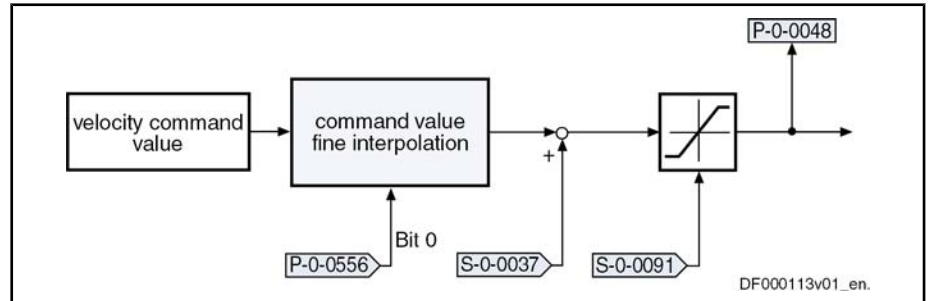 P-0-0048
velocity command
value
command value
fine interpolation
+
Bit 0
P-0-0556
S-0-0037
S-0-0091
DF000113v01_en.